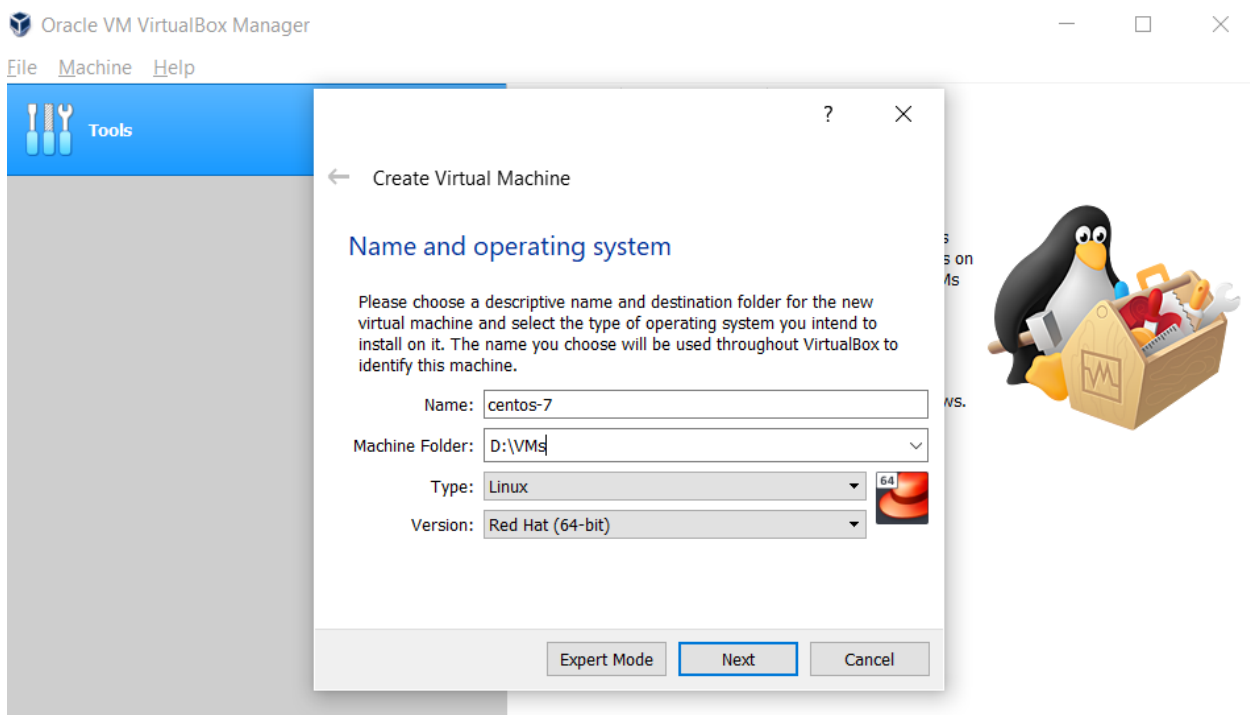 Oracle VM VirtualBox Manager
File Machine Help
Tools
?
Create Virtual Machine
Name and operating system
Please choose a descriptive name and destination folder for the new
virtual machine and select the type of operating system you intend to
install on it. The name you choose will be used throughout VirtualBox to
identify this machine.
Name: centos-7
Machine Folder: D:\VMs
Type: Linux
64
Version: Red Hat (64-bit)
Expert Mode Next Cancel
s
s on
Ms
ws.